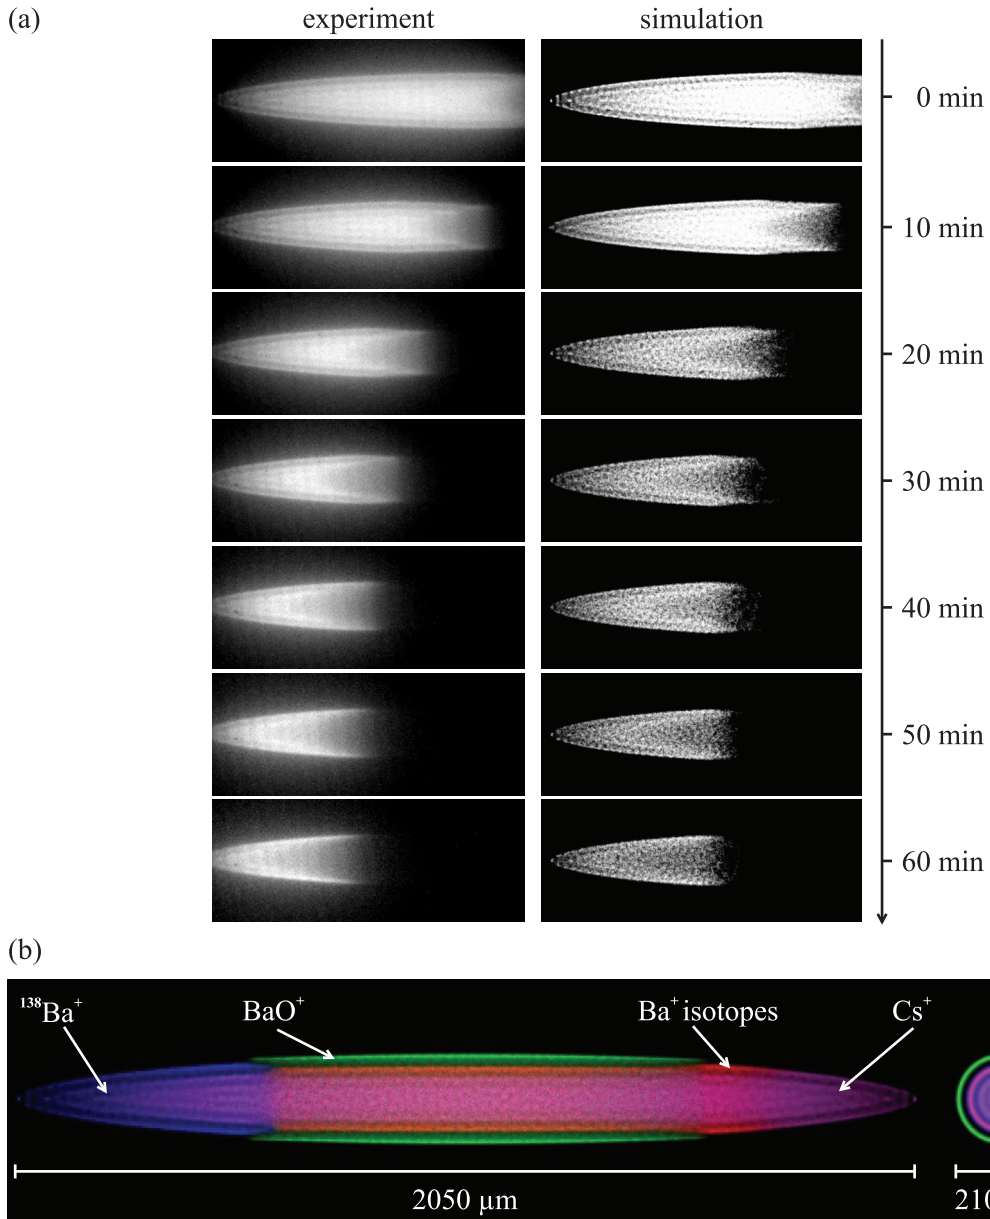 (a)
experiment simulation
0 min
10 min
20 min
30 min
40 min
50 min
60 min
(b)
¹³⁸Ba⁺ BaO⁺ Ba⁺ isotopes Cs⁺
2050 µm 210